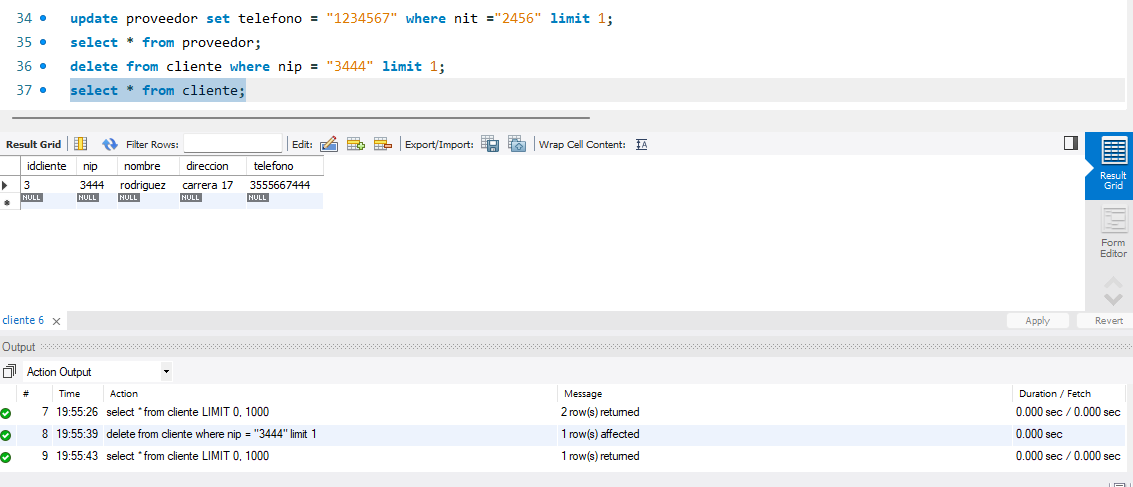 34 update proveedor set telefono = "1234567" where nit ="2456" limit 1;
35 select * from proveedor;
36 delete from cliente where nip = "3444" limit 1;
37 select * from cliente;
Result Grid Filter Rows: Edit: Export/Import: Wrap Cell Content: IA
idcliente nip nombre direccion telefono
3 3444 rodriguez carrera 17 3555667444
NULL NULL NULL NULL NULL
Result
Grid
Form
Editor
cliente 6 Apply Revert
Output
Action Output
# Time Action Message Duration / Fetch
7 19:55:26 select * from cliente LIMIT 0, 1000 2 row(s) returned 0.000 sec / 0.000 sec
8 19:55:39 delete from cliente where nip = "3444" limit 1 1 row(s) affected 0.000 sec
9 19:55:43 select * from cliente LIMIT 0, 1000 1 row(s) returned 0.000 sec / 0.000 sec